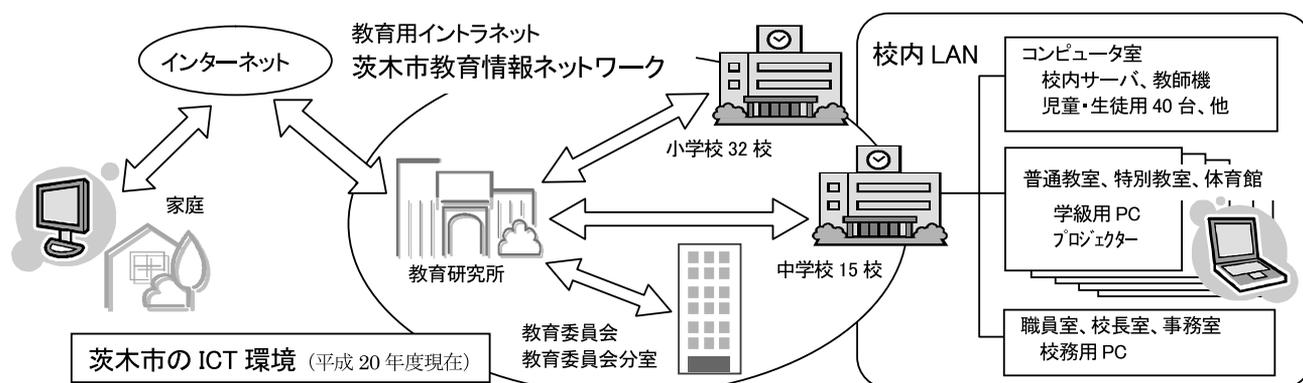 インターネット
教育用イントラネット
茨木市教育情報ネットワーク
小学校 32 校
中学校 15 校
家庭
教育研究所
教育委員会
教育委員会分室
茨木市の ICT 環境 (平成 20 年度現在)
校内 LAN
コンピュータ室
校内サーバ、教師機
児童・生徒用 40 台、他
普通教室、特別教室、体育館
学級用 PC
プロジェクター
職員室、校長室、事務室
校務用 PC